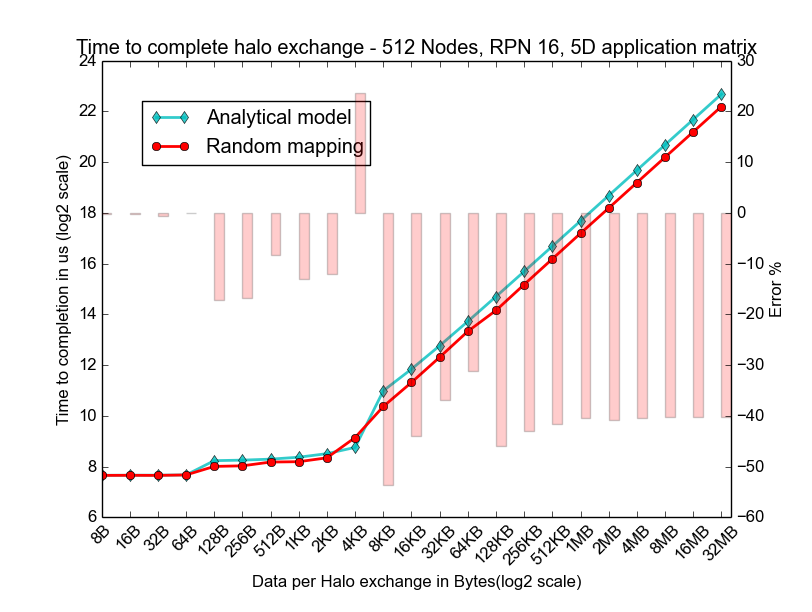 Time to complete halo exchange - 512 Nodes, RPN 16, 5D application matrix
Analytical model
Random mapping
Time to completion in us (log2 scale)
24
22
20
18
16
14
12
10
8
6
30
20
10
0
−10
−20
−30
−40
−50
−60
Error %
8B
16B
32B
64B
128B
256B
512B
1KB
2KB
4KB
8KB
16KB
32KB
64KB
128KB
256KB
512KB
1MB
2MB
4MB
8MB
16MB
32MB
Data per Halo exchange in Bytes(log2 scale)